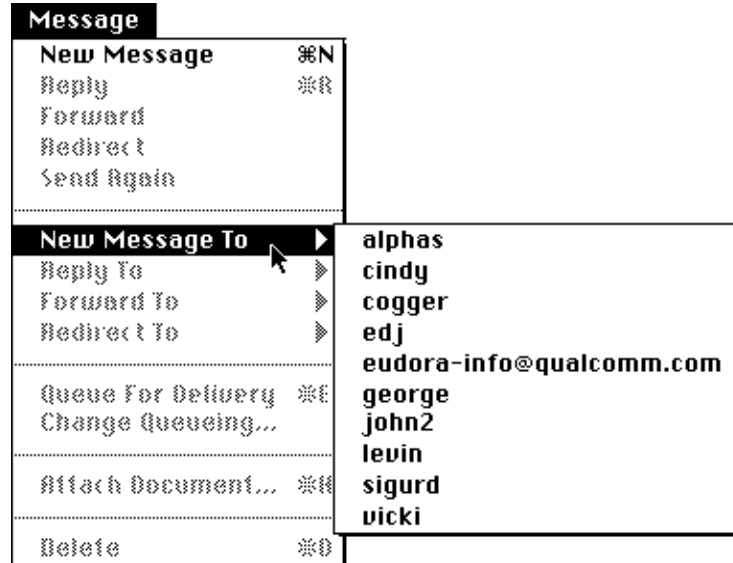 Message
New Message ⌘N
Reply ⌘R
Forward
Redirect
Send Again
New Message To
Reply To
Forward To
Redirect To
Queue For Delivery ⌘E
Change Queueing...
Attach Document... ⌘H
Delete ⌘D
alphas
cindy
cogger
edj
eudora-info@qualcomm.com
george
john2
levin
sigurd
vicki